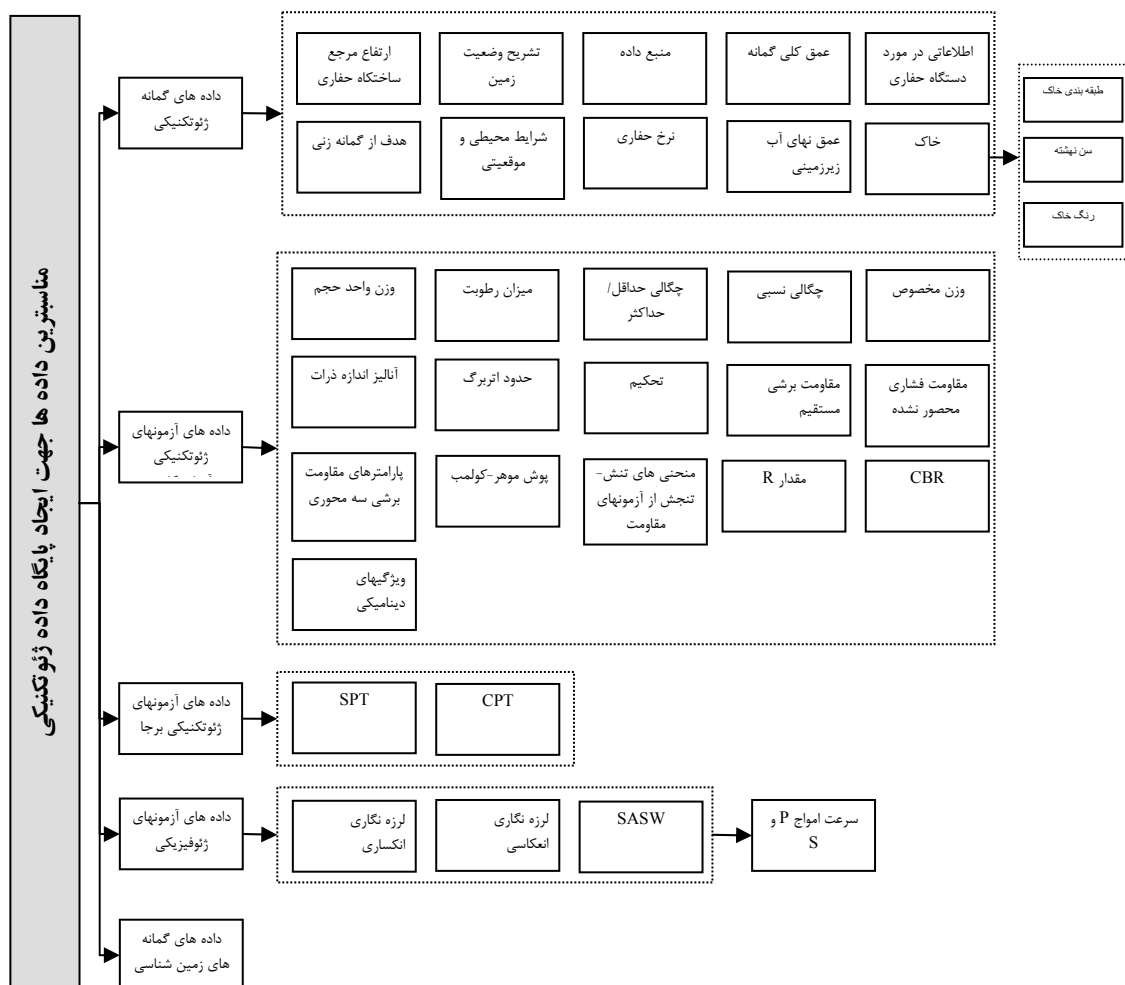 مناسبترین داده ها جهت ایجاد پایگاه داده ژئوتکنیکی
داده های گمانه
ژئوتکنیکی
اطلاعاتی در مورد
دستگاه حفاری
عمق کلی گمانه
منبع داده
تشریح وضعیت
زمین
ارتفاع مرجع
ساختکاه حفاری
خاک
عمق نهای آب
زیرزمینی
نرخ حفاری
شرایط محیطی و
موقعیتی
هدف از گمانه زنی
طبقه بندی خاک
سن نهشته
رنگ خاک
داده های آزمونهای
ژئوتکنیکی
وزن مخصوص
چگالی نسبی
چگالی حداقل/
حداکثر
میزان رطوبت
وزن واحد حجم
مقاومت فشاری
محصور نشده
مقاومت برشی
مستقیم
تحکیم
حدود اتربرگ
آنالیز اندازه ذرات
CBR
مقدار R
منحنی های تنش-
تنجش از آزمونهای
مقاومت
پوش موهر-کولمب
پارامترهای مقاومت
برشی سه محوری
ویژگیهای
دینامیکی
داده های آزمونهای
ژئوتکنیکی برجا
SPT
CPT
داده های آزمونهای
ژئوفیزیکی
لرزه نگاری
انکساری
لرزه نگاری
انعکاسی
SASW
سرعت امواج P و
S
داده های گمانه
های زمین شناسی